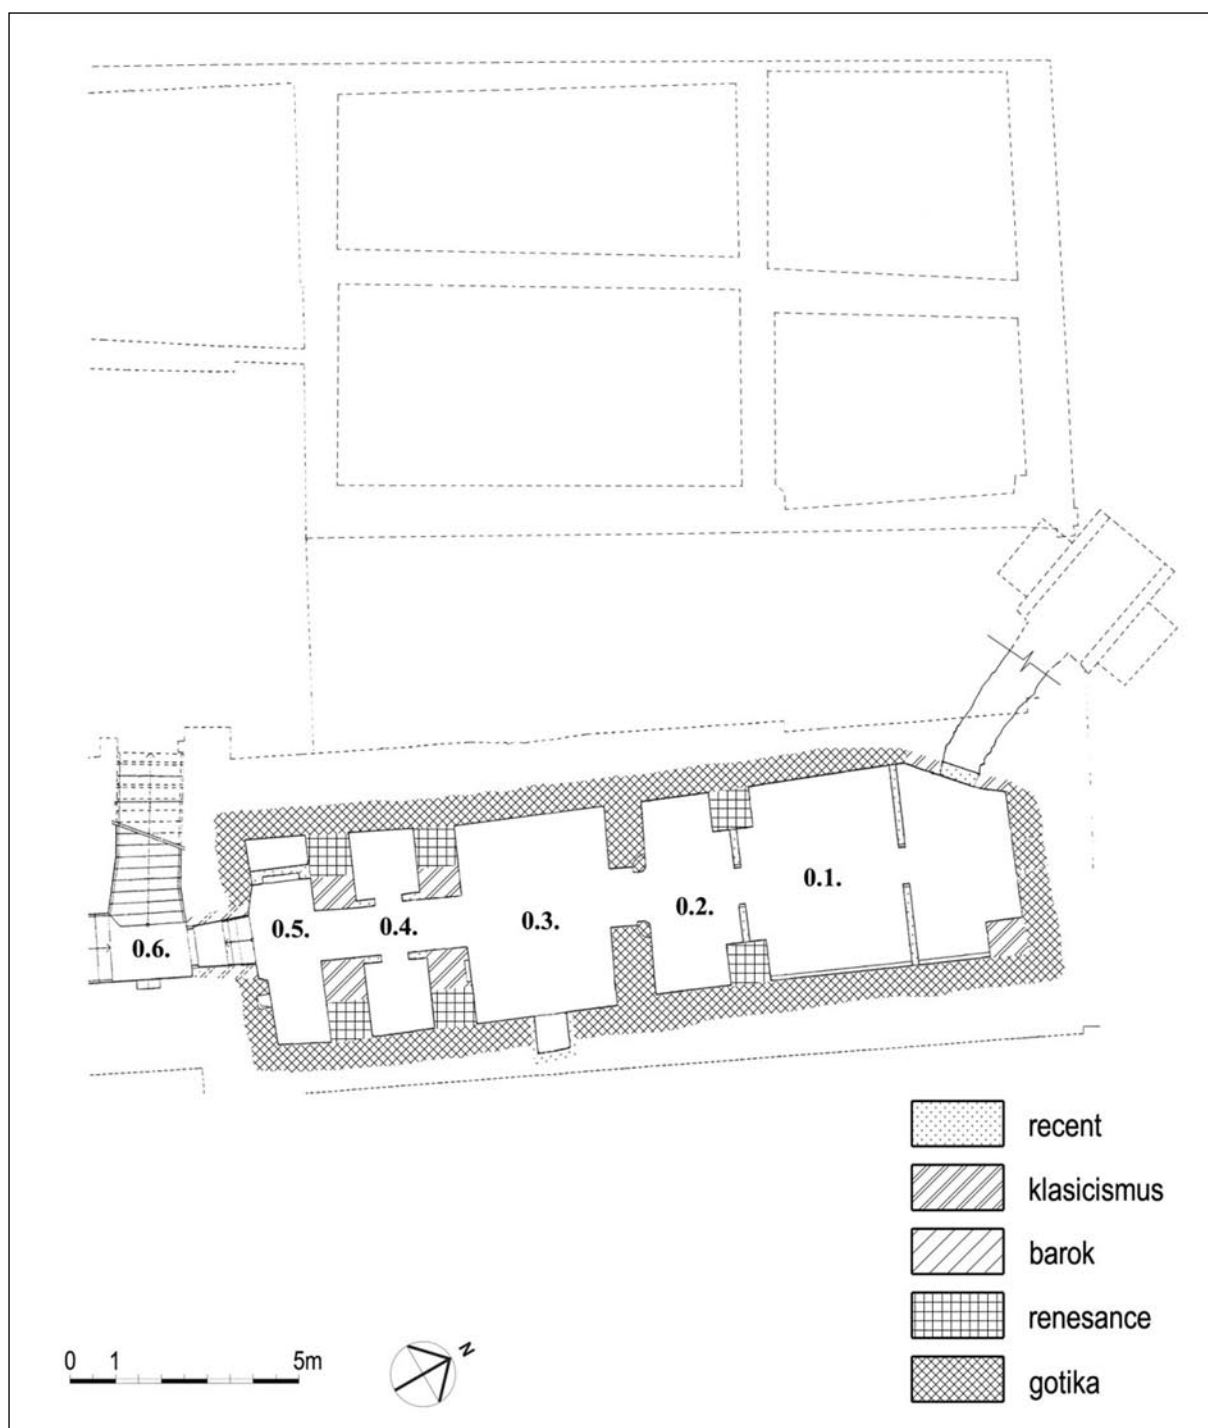 0.1.
0.2.
0.3.
0.4.
0.5.
0.6.
recent
klasicismus
barok
renesance
gotika
0 1 5m
N